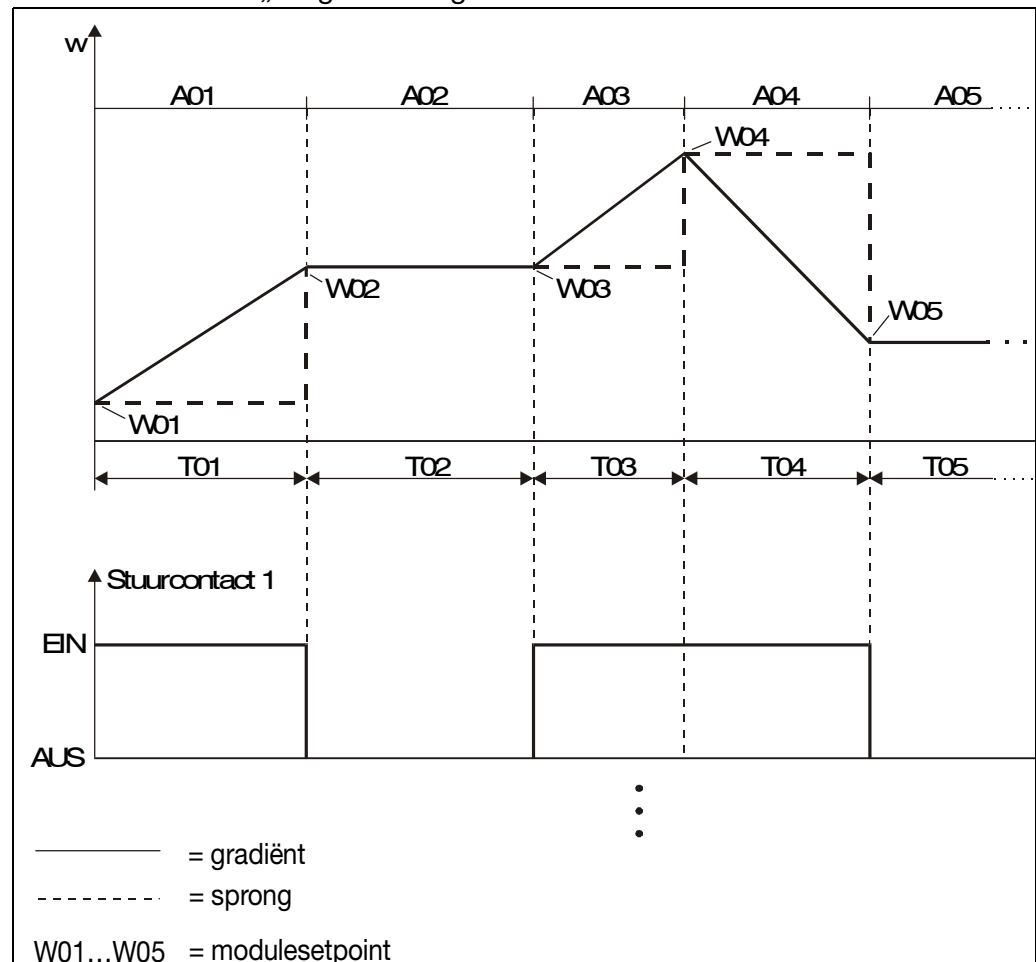 w
A01 A02 A03 A04 A05
W04
W02 W03
W05
W01
T01 T02 T03 T04 T05
Stuurcontact 1
EIN
AUS
= gradiënt
= sprong
W01...W05 = modulesetpoint